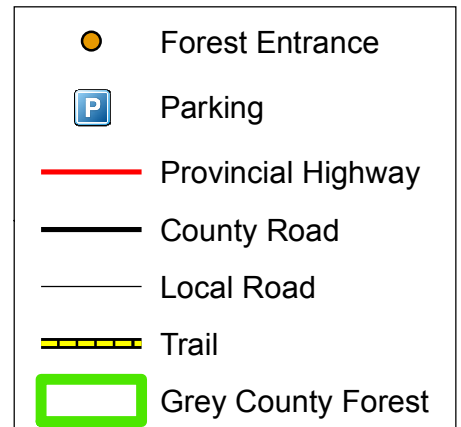 Forest Entrance
P Parking
Provincial Highway
County Road
Local Road
Trail
Grey County Forest